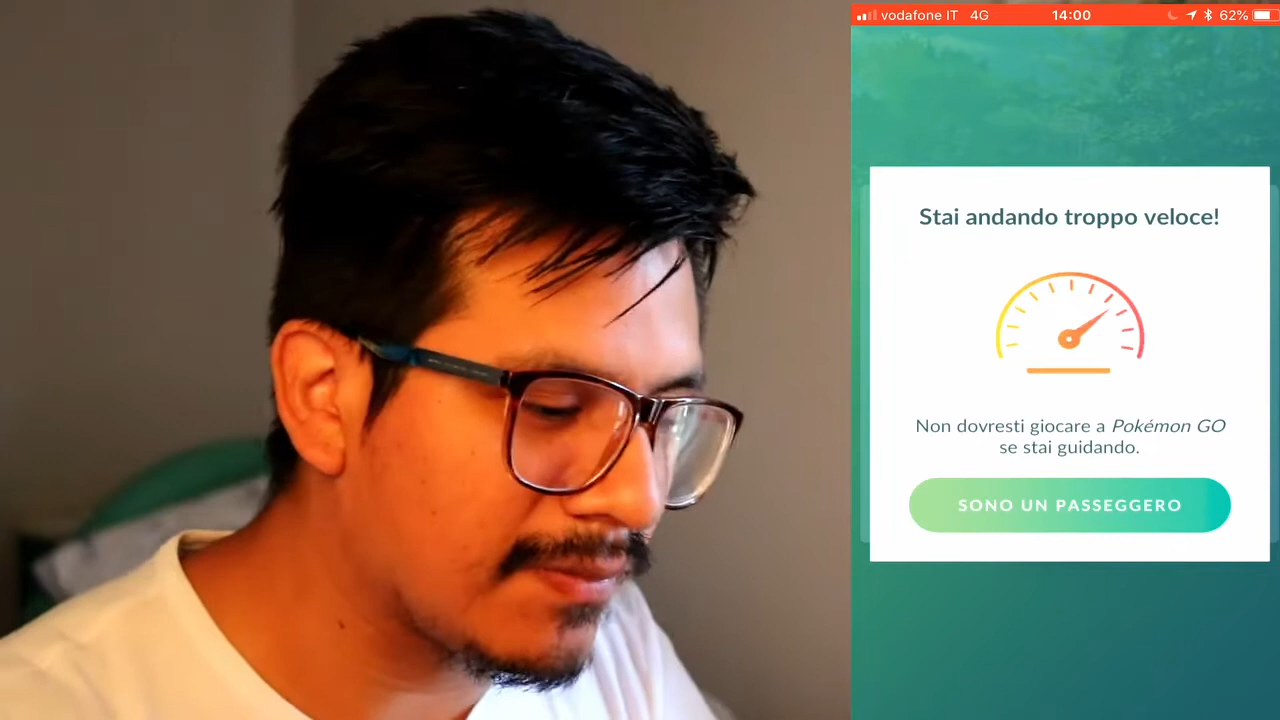 vodafone IT 4G 14:00 62%
Stai andando troppo veloce!
Non dovresti giocare a Pokémon GO
se stai guidando.
SONO UN PASSEGGERO